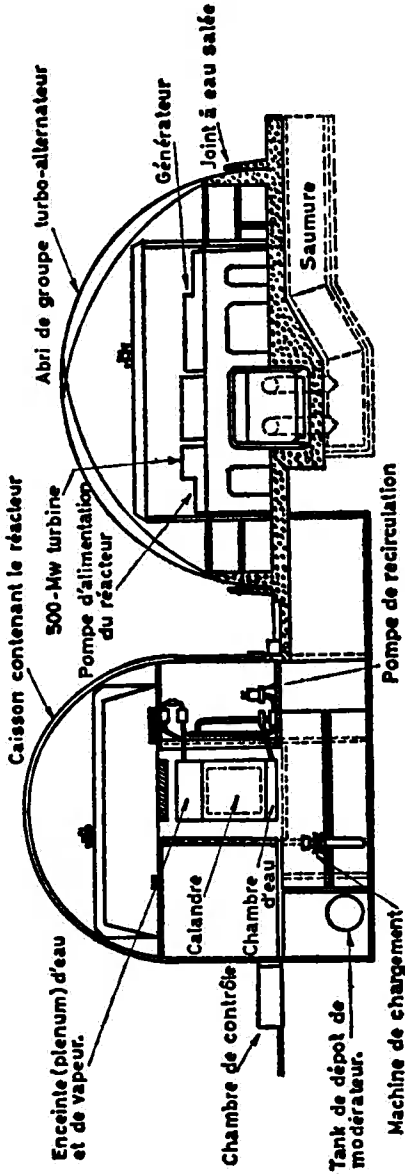 Enceinte (plenum) d'eau
et de vapeur.
Caisson contenant le réacteur
500-Mw turbine
Pompe d'alimentation
du réacteur
Abri de groupe turbo-alternateur
Générateur
Joint à eau salée
Calandre
Chambre
d'eau
Chambre de contrôle
Tank de dépot de
modérateur.
Machine de chargement
Pompe de recirculation
Saumure